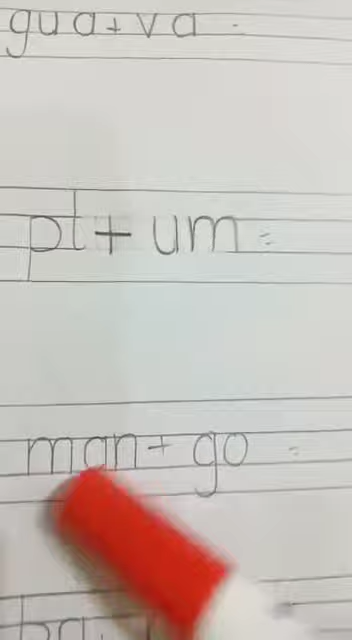 gua+va =
pl+um =
man+go =